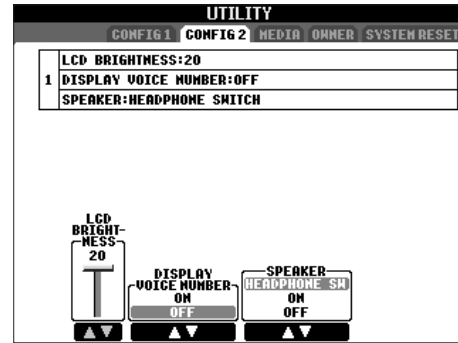 UTILITY
CONFIG 1 CONFIG 2 MEDIA OWNER SYSTEM RESET
LCD BRIGHTNESS:20
1 DISPLAY VOICE NUMBER:OFF
SPEAKER:HEADPHONE SWITCH
LCD
BRIGHT-
NESS
20
DISPLAY
VOICE NUMBER
ON
OFF
SPEAKER
HEADPHONE SW
ON
OFF